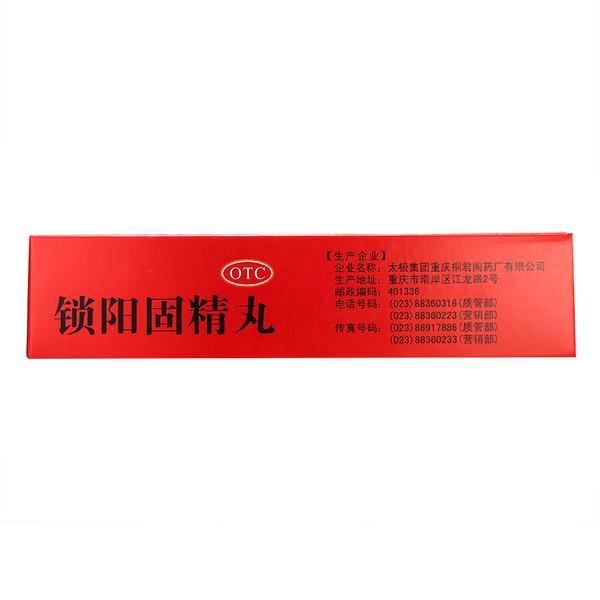 OTC
锁阳固精丸
【生产企业】
企业名称：太极集团重庆桐君阁药厂有限公司
生产地址：重庆市南岸区江龙路2号
邮政编码：401336
电话号码：(023)88360316(质管部)
(023)88360223(营销部)
传真号码：(023)86917886(质管部)
(023)88360233(营销部)